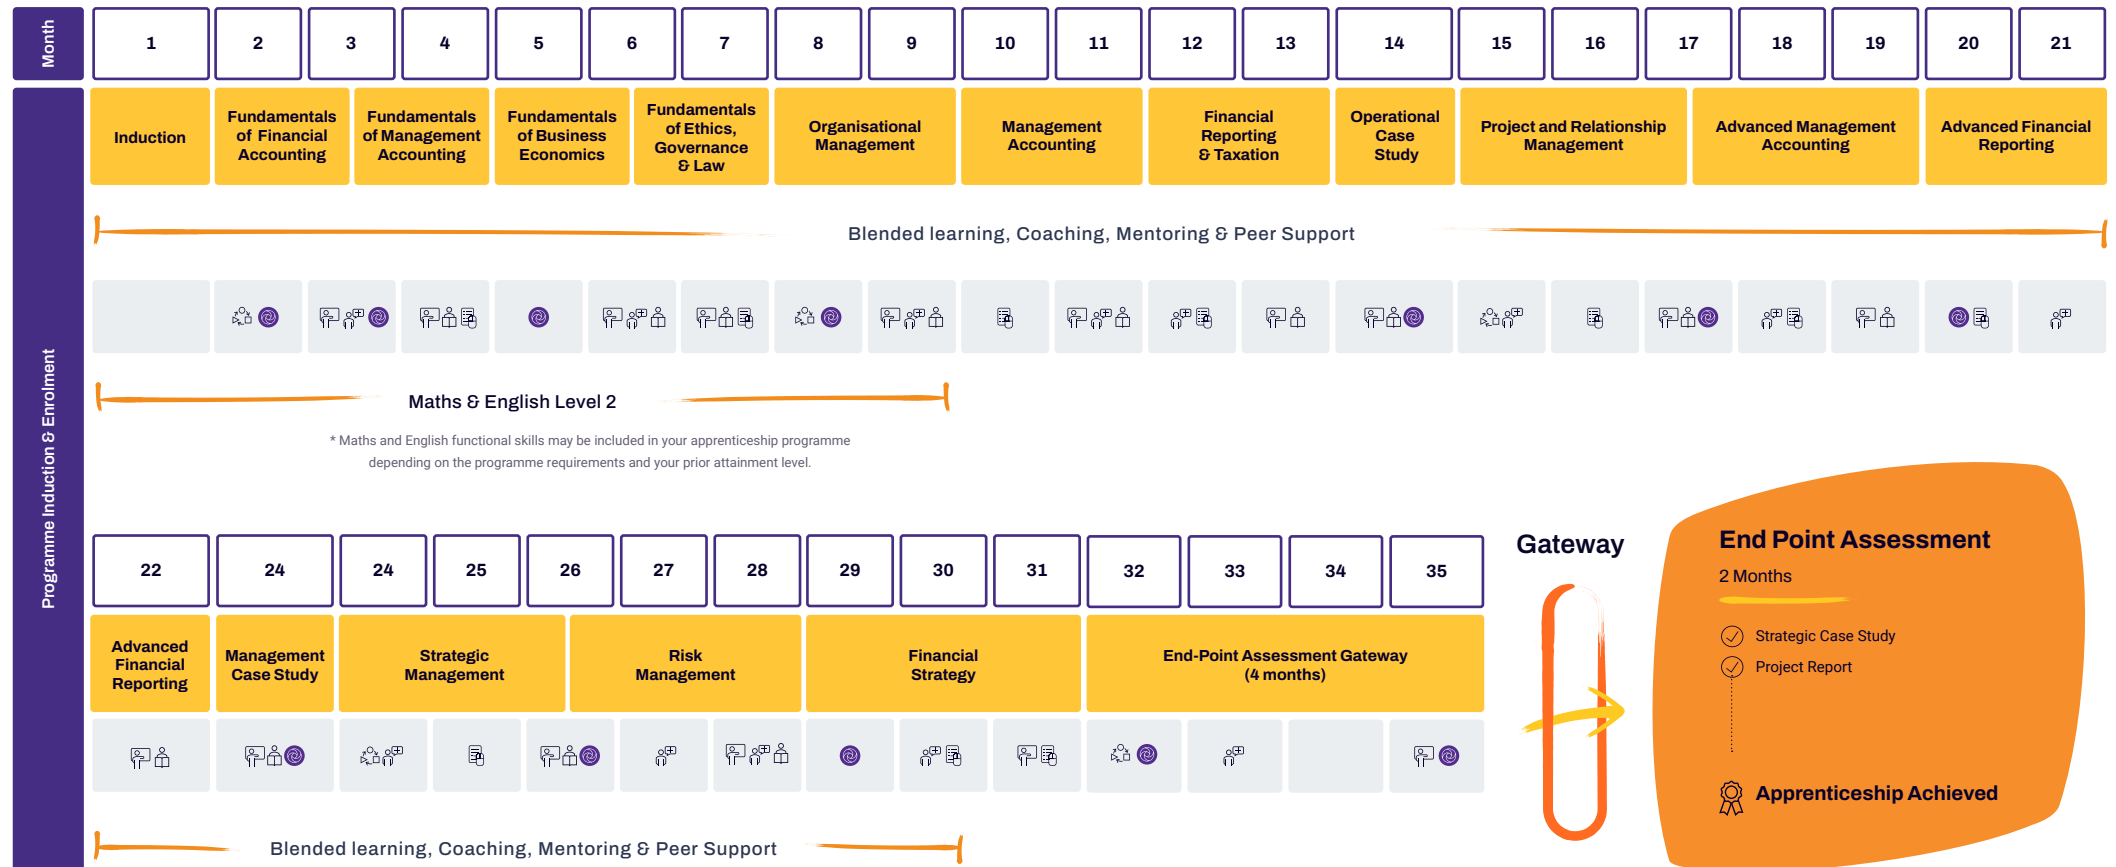 Month
1
2
3
4
5
6
7
8
9
10
11
12
13
14
15
16
17
18
19
20
21
Programme Induction & Enrolment
Induction
Fundamentals
of Financial
Accounting
Fundamentals
of Management
Accounting
Fundamentals
of Business
Economics
Fundamentals
of Ethics,
Governance
& Law
Organisational
Management
Management
Accounting
Financial
Reporting
& Taxation
Operational
Case
Study
Project and Relationship
Management
Advanced Management
Accounting
Advanced Financial
Reporting
Blended learning, Coaching, Mentoring & Peer Support
Maths & English Level 2
* Maths and English functional skills may be included in your apprenticeship programme
depending on the programme requirements and your prior attainment level.
22
24
24
25
26
27
28
29
30
31
32
33
34
35
Advanced
Financial
Reporting
Management
Case Study
Strategic
Management
Risk
Management
Financial
Strategy
End-Point Assessment Gateway
(4 months)
Blended learning, Coaching, Mentoring & Peer Support
Gateway
End Point Assessment
2 Months
Strategic Case Study
Project Report
Apprenticeship Achieved